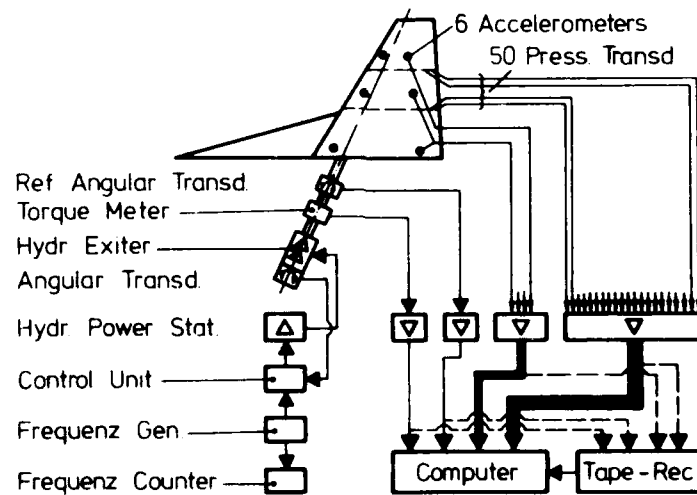 6 Accelerometers
50 Press. Transd
Ref Angular Transd.
Torque Meter
Hydr Exiter
Angular Transd.
Hydr. Power Stat.
Control Unit
Frequenz Gen.
Frequenz Counter
Computer
Tape-Rec